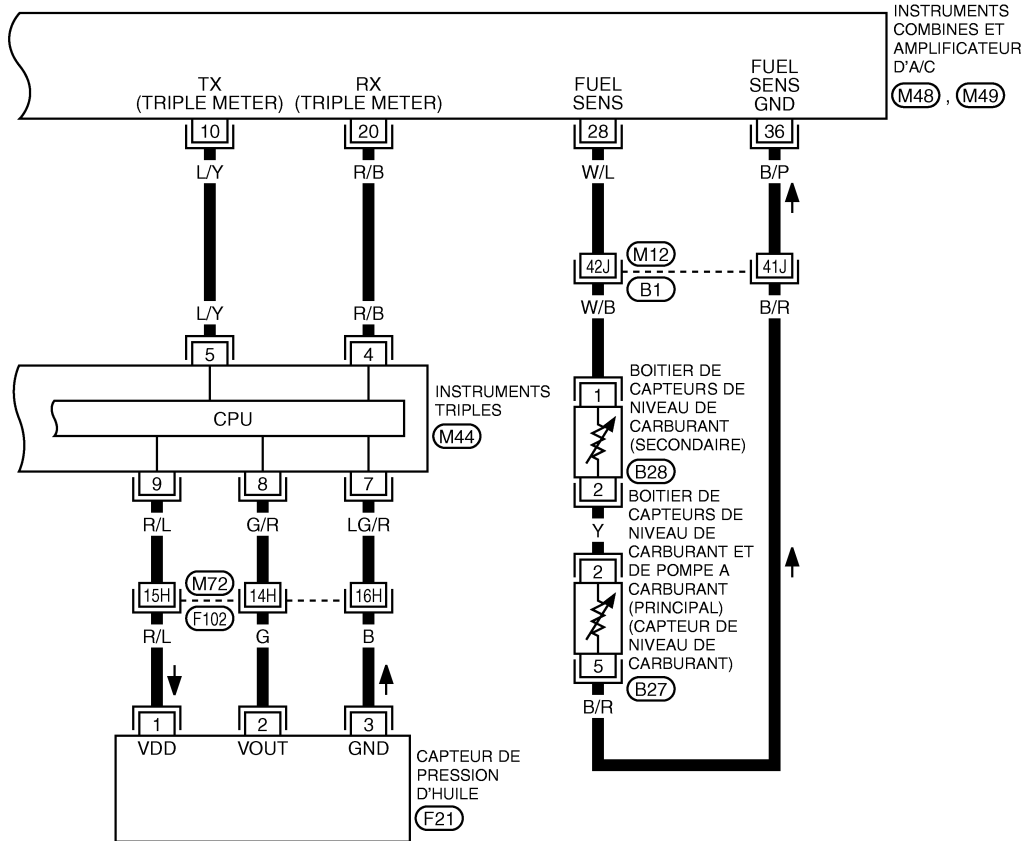 INSTRUMENTS
COMBINES ET
AMPLIFICATEUR
D'A/C
M48 , M49
TX
(TRIPLE METER)
RX
(TRIPLE METER)
FUEL
SENS
FUEL
SENS
GND
10
20
28
36
L/Y
R/B
W/L
B/P
42J
M12
B1
41J
W/B
B/R
L/Y
R/B
5
4
CPU
INSTRUMENTS
TRIPLES
M44
9
8
7
R/L
G/R
LG/R
15H
M72
F102
14H
16H
R/L
G
B
1
2
3
VDD
VOUT
GND
CAPTEUR DE
PRESSION
D'HUILE
F21
1
BOITIER DE
CAPTEURS DE
NIVEAU DE
CARBURANT
(SECONDAIRE)
B28
2
Y
2
BOITIER DE
CAPTEURS DE
NIVEAU DE
CARBURANT ET
DE POMPE A
CARBURANT
(PRINCIPAL)
(CAPTEUR DE
NIVEAU DE
CARBURANT)
B27
5
B/R